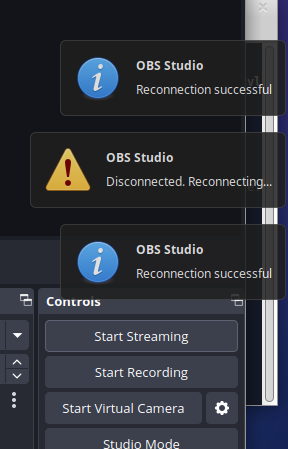 OBS Studio
Reconnection successful
OBS Studio
Disconnected. Reconnecting...
OBS Studio
Reconnection successful
Controls
Start Streaming
Start Recording
Start Virtual Camera
Studio Mode